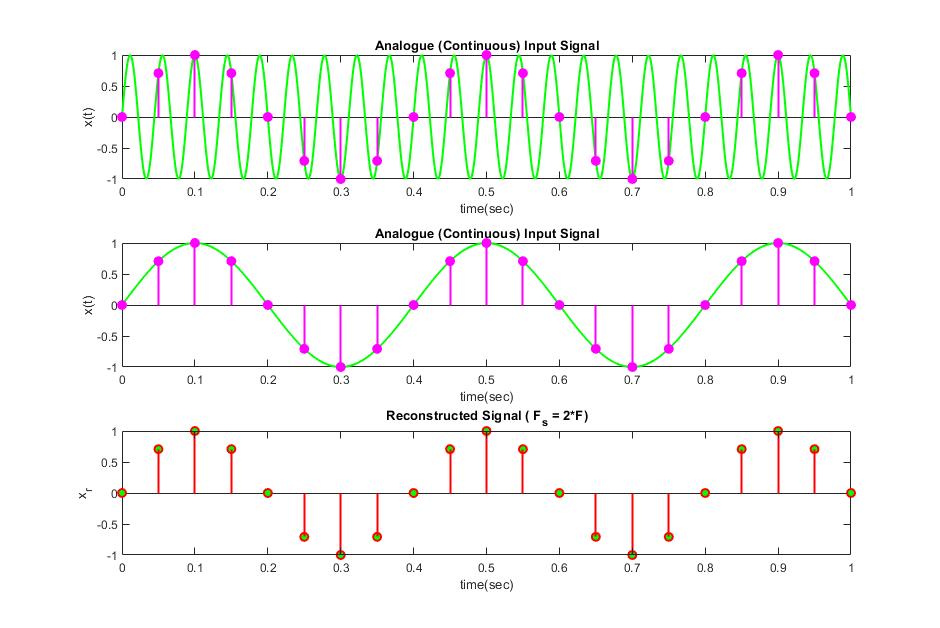 Analogue (Continuous) Input Signal
1
0.5
0
-0.5
-1
x(t)
0 0.1 0.2 0.3 0.4 0.5 0.6 0.7 0.8 0.9 1
time(sec)
Analogue (Continuous) Input Signal
1
0.5
0
-0.5
-1
x(t)
0 0.1 0.2 0.3 0.4 0.5 0.6 0.7 0.8 0.9 1
time(sec)
Reconstructed Signal ( Fs = 2*F)
1
0.5
0
-0.5
-1
xr
0 0.1 0.2 0.3 0.4 0.5 0.6 0.7 0.8 0.9 1
time(sec)